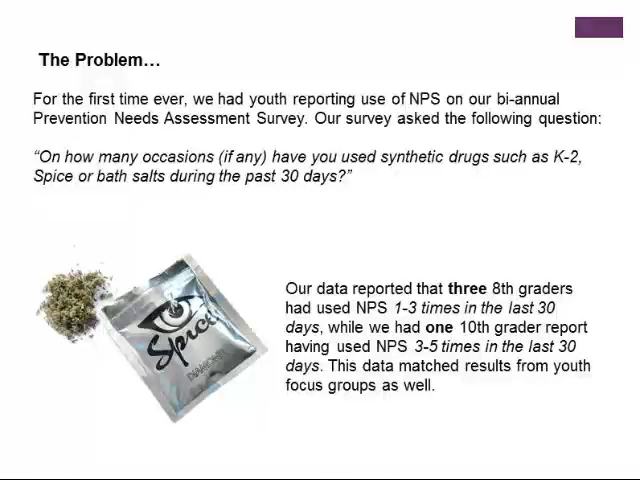 The Problem…
For the first time ever, we had youth reporting use of NPS on our bi-annual
Prevention Needs Assessment Survey. Our survey asked the following question:
“On how many occasions (if any) have you used synthetic drugs such as K-2,
Spice or bath salts during the past 30 days?”
Spice
DIAMOND
Our data reported that three 8th graders
had used NPS 1-3 times in the last 30
days, while we had one 10th grader report
having used NPS 3-5 times in the last 30
days. This data matched results from youth
focus groups as well.